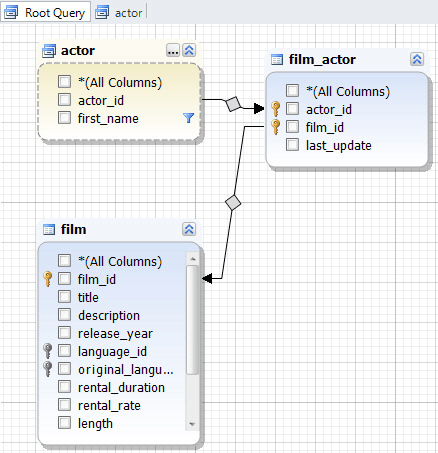 Root Query
actor
actor
...
*(All Columns)
actor_id
first_name
film_actor
*(All Columns)
actor_id
film_id
last_update
film
*(All Columns)
film_id
title
description
release_year
language_id
original_langu...
rental_duration
rental_rate
length